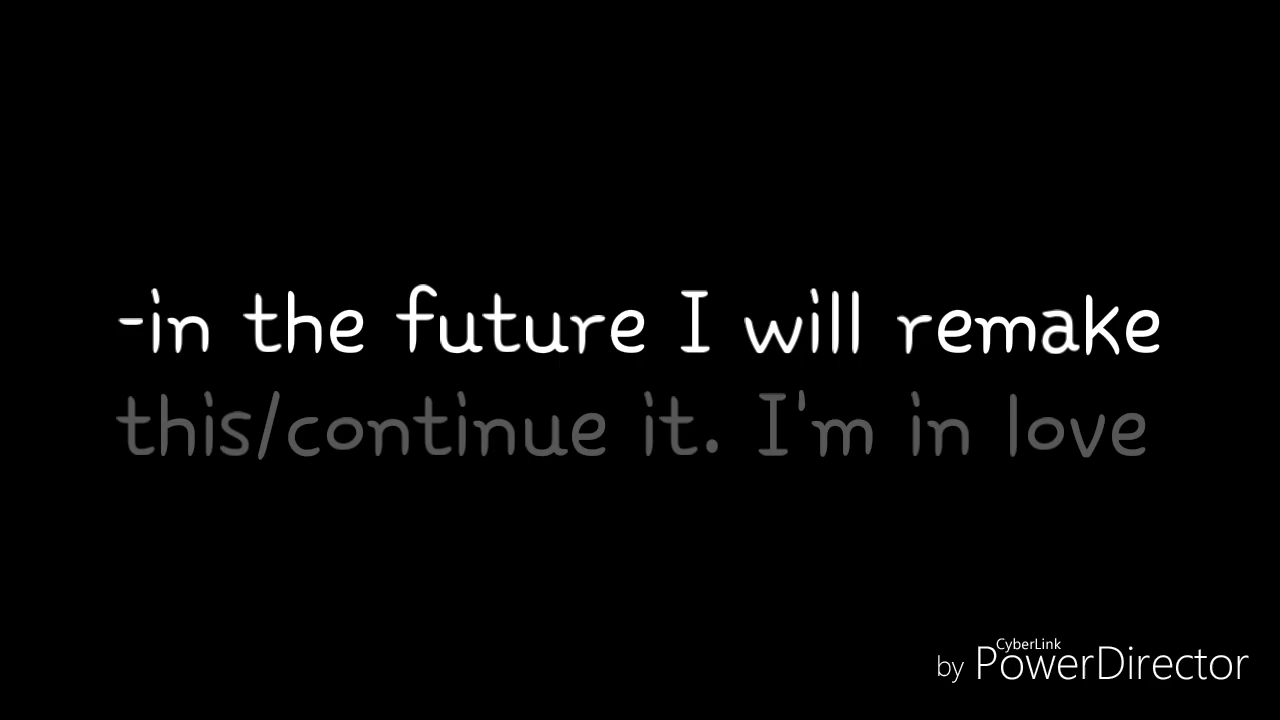 -in the future I will remake
this/continue it. I'm in love
by CyberLink PowerDirector